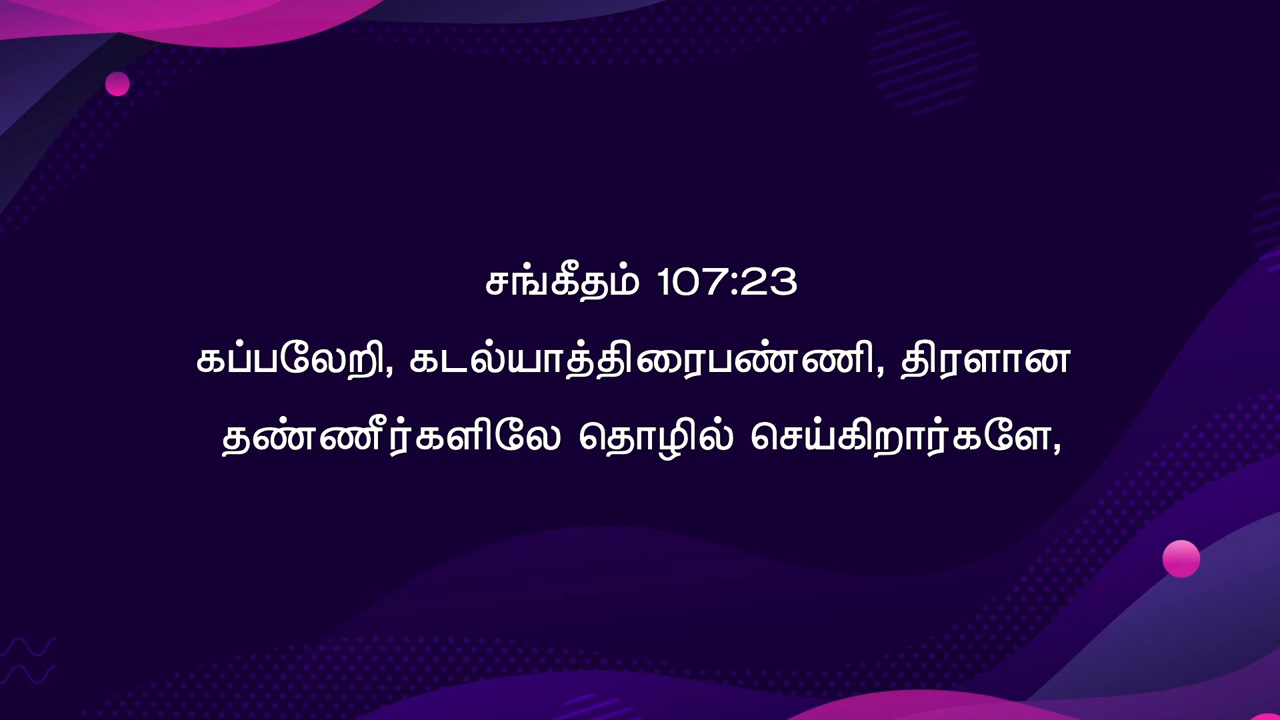 சங்கீதம் 107:23
கப்பலேறி, கடல்யாத்திரைபண்ணி, திரளான
தண்ணீர்களிலே தொழில் செய்கிறார்களே,